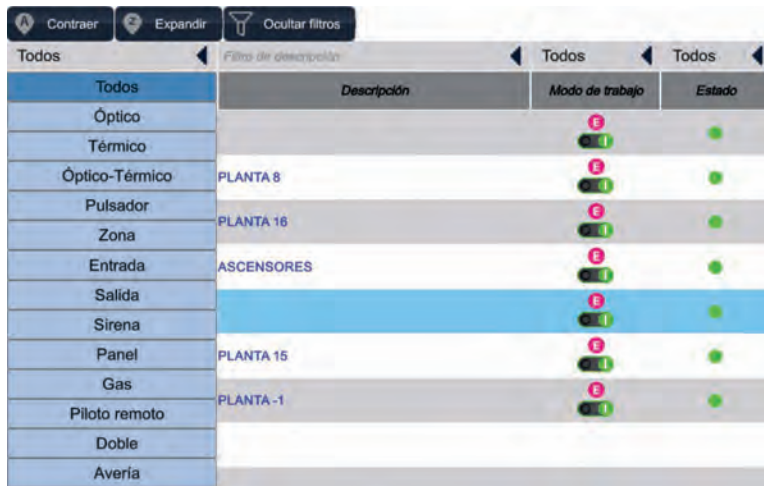 A Contraer Z Expandir Ocultar filtros
Todos Filtro de descripción Todos Todos
Todos Descripción Modo de trabajo Estado
Óptico
E
Térmico
Óptico-Térmico PLANTA 8 E
Pulsador
E
PLANTA 16
Zona
Entrada ASCENSORES E
Salida
E
Sirena
Panel PLANTA 15 E
Gas
E
PLANTA -1
Piloto remoto
Doble
Avería